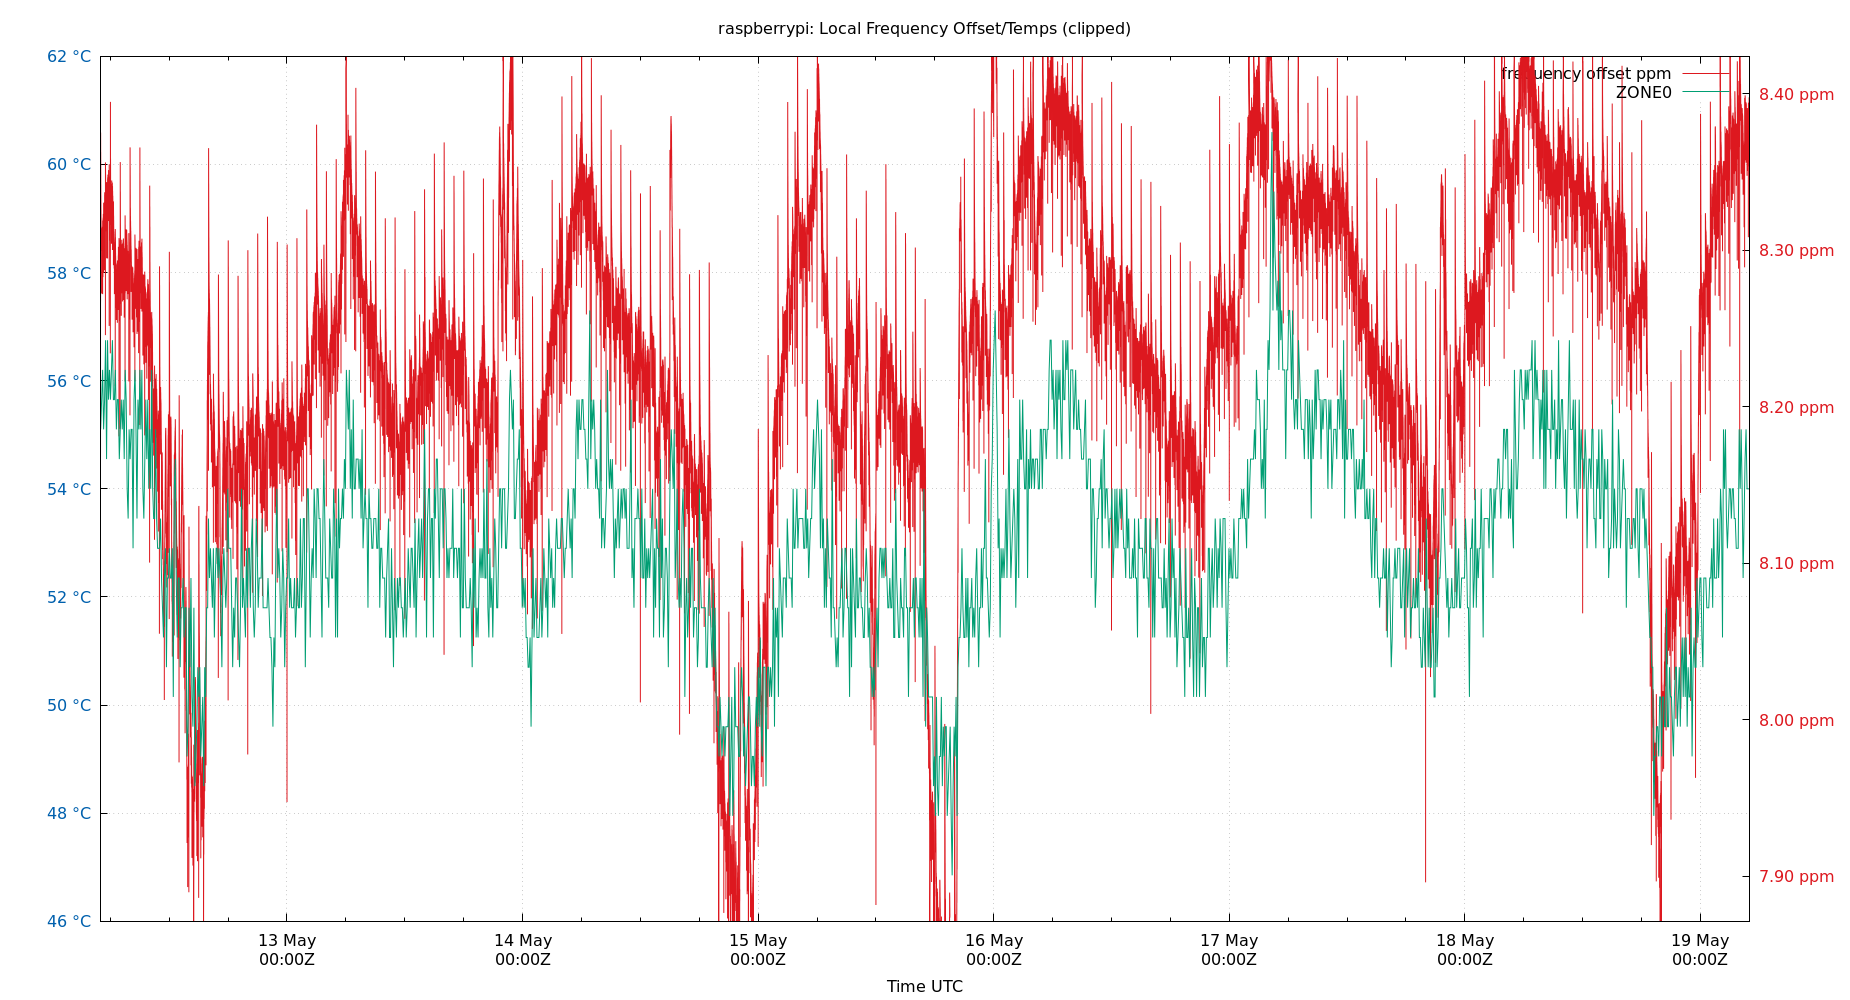 raspberrypi: Local Frequency Offset/Temps (clipped)
62 °C
60 °C
58 °C
56 °C
54 °C
52 °C
50 °C
48 °C
46 °C
frequency offset ppm
ZONE0
8.40 ppm
8.30 ppm
8.20 ppm
8.10 ppm
8.00 ppm
7.90 ppm
13 May
00:00Z
14 May
00:00Z
15 May
00:00Z
16 May
00:00Z
17 May
00:00Z
18 May
00:00Z
19 May
00:00Z
Time UTC